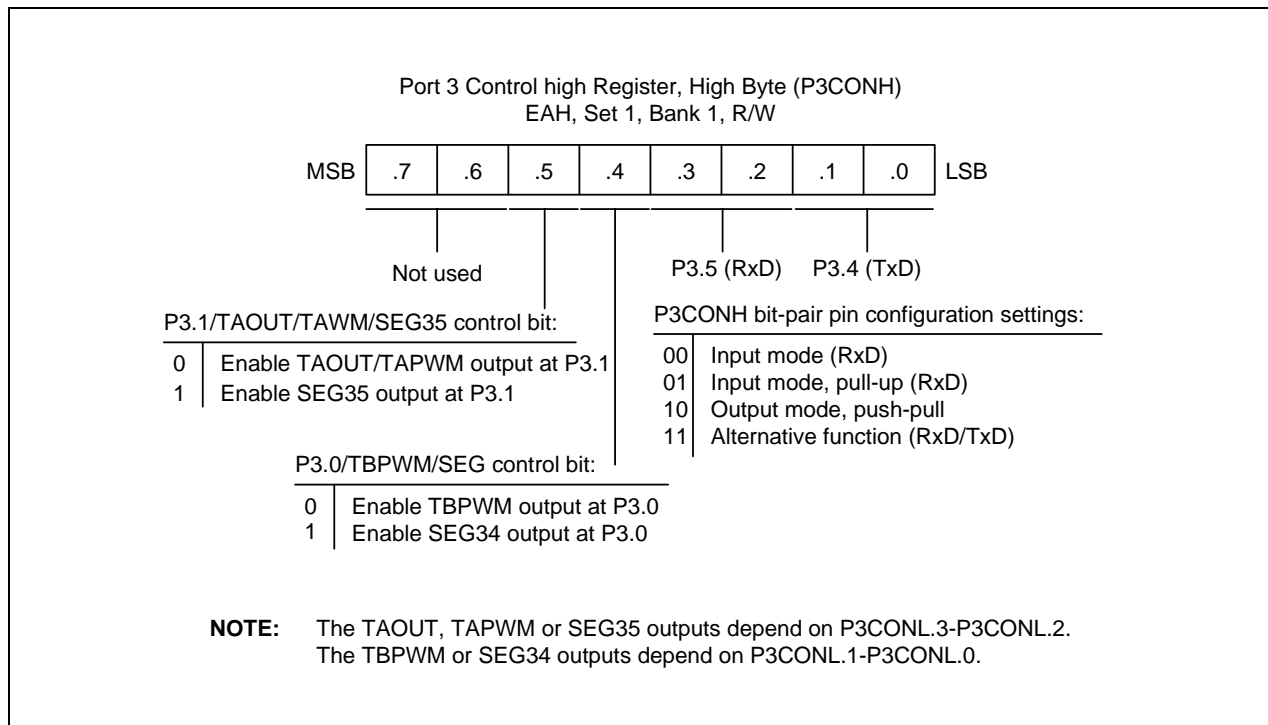 Port 3 Control high Register, High Byte (P3CONH)
EAH, Set 1, Bank 1, R/W
MSB .7 .6 .5 .4 .3 .2 .1 .0 LSB
Not used
P3.5 (RxD) P3.4 (TxD)
P3.1/TAOUT/TAWM/SEG35 control bit:
0 Enable TAOUT/TAPWM output at P3.1
1 Enable SEG35 output at P3.1
P3CONH bit-pair pin configuration settings:
00 Input mode (RxD)
01 Input mode, pull-up (RxD)
10 Output mode, push-pull
11 Alternative function (RxD/TxD)
P3.0/TBPWM/SEG control bit:
0 Enable TBPWM output at P3.0
1 Enable SEG34 output at P3.0
NOTE: The TAOUT, TAPWM or SEG35 outputs depend on P3CONL.3-P3CONL.2.
The TBPWM or SEG34 outputs depend on P3CONL.1-P3CONL.0.